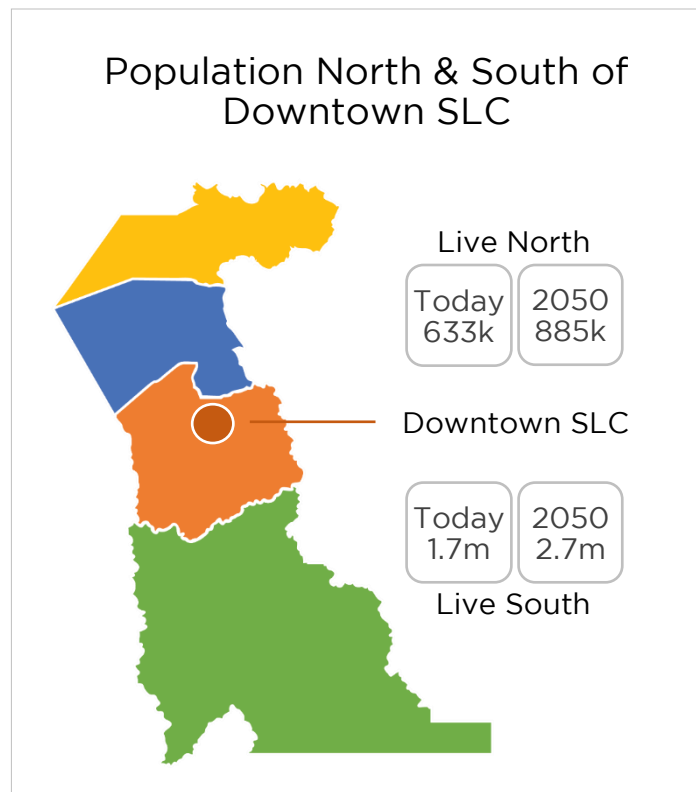 Population North & South of
Downtown SLC
Live North
Today
633k
2050
885k
Downtown SLC
Today
1.7m
2050
2.7m
Live South